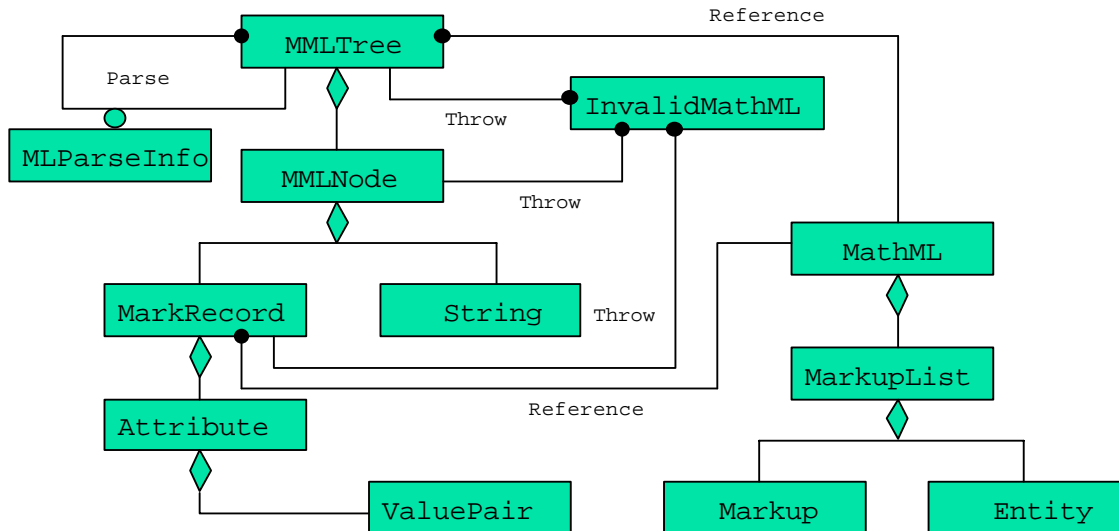 Reference
MMLTree
Parse
InvalidMathML
Throw
MLParseInfo
MMLNode
Throw
MathML
MarkRecord
String
Throw
MarkupList
Reference
Attribute
ValuePair
Markup
Entity